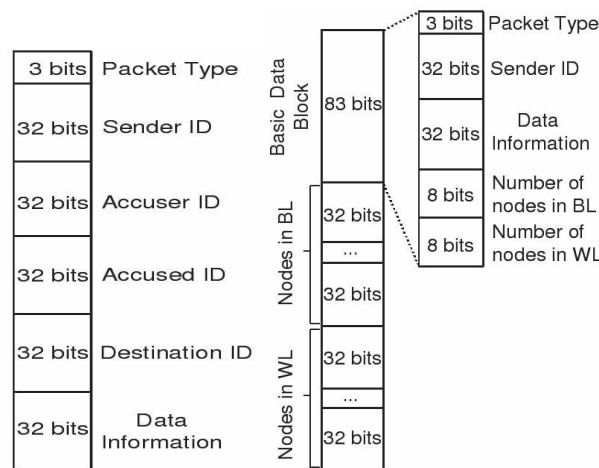 3 bits Packet Type
32 bits Sender ID
32 bits Accuser ID
32 bits Accused ID
32 bits Destination ID
32 bits Data
Information
Basic Data
Block
83 bits
Nodes in BL
32 bits
...
32 bits
Nodes in WL
32 bits
...
32 bits
3 bits Packet Type
32 bits Sender ID
32 bits Data
Information
8 bits Number of
nodes in BL
8 bits Number of
nodes in WL